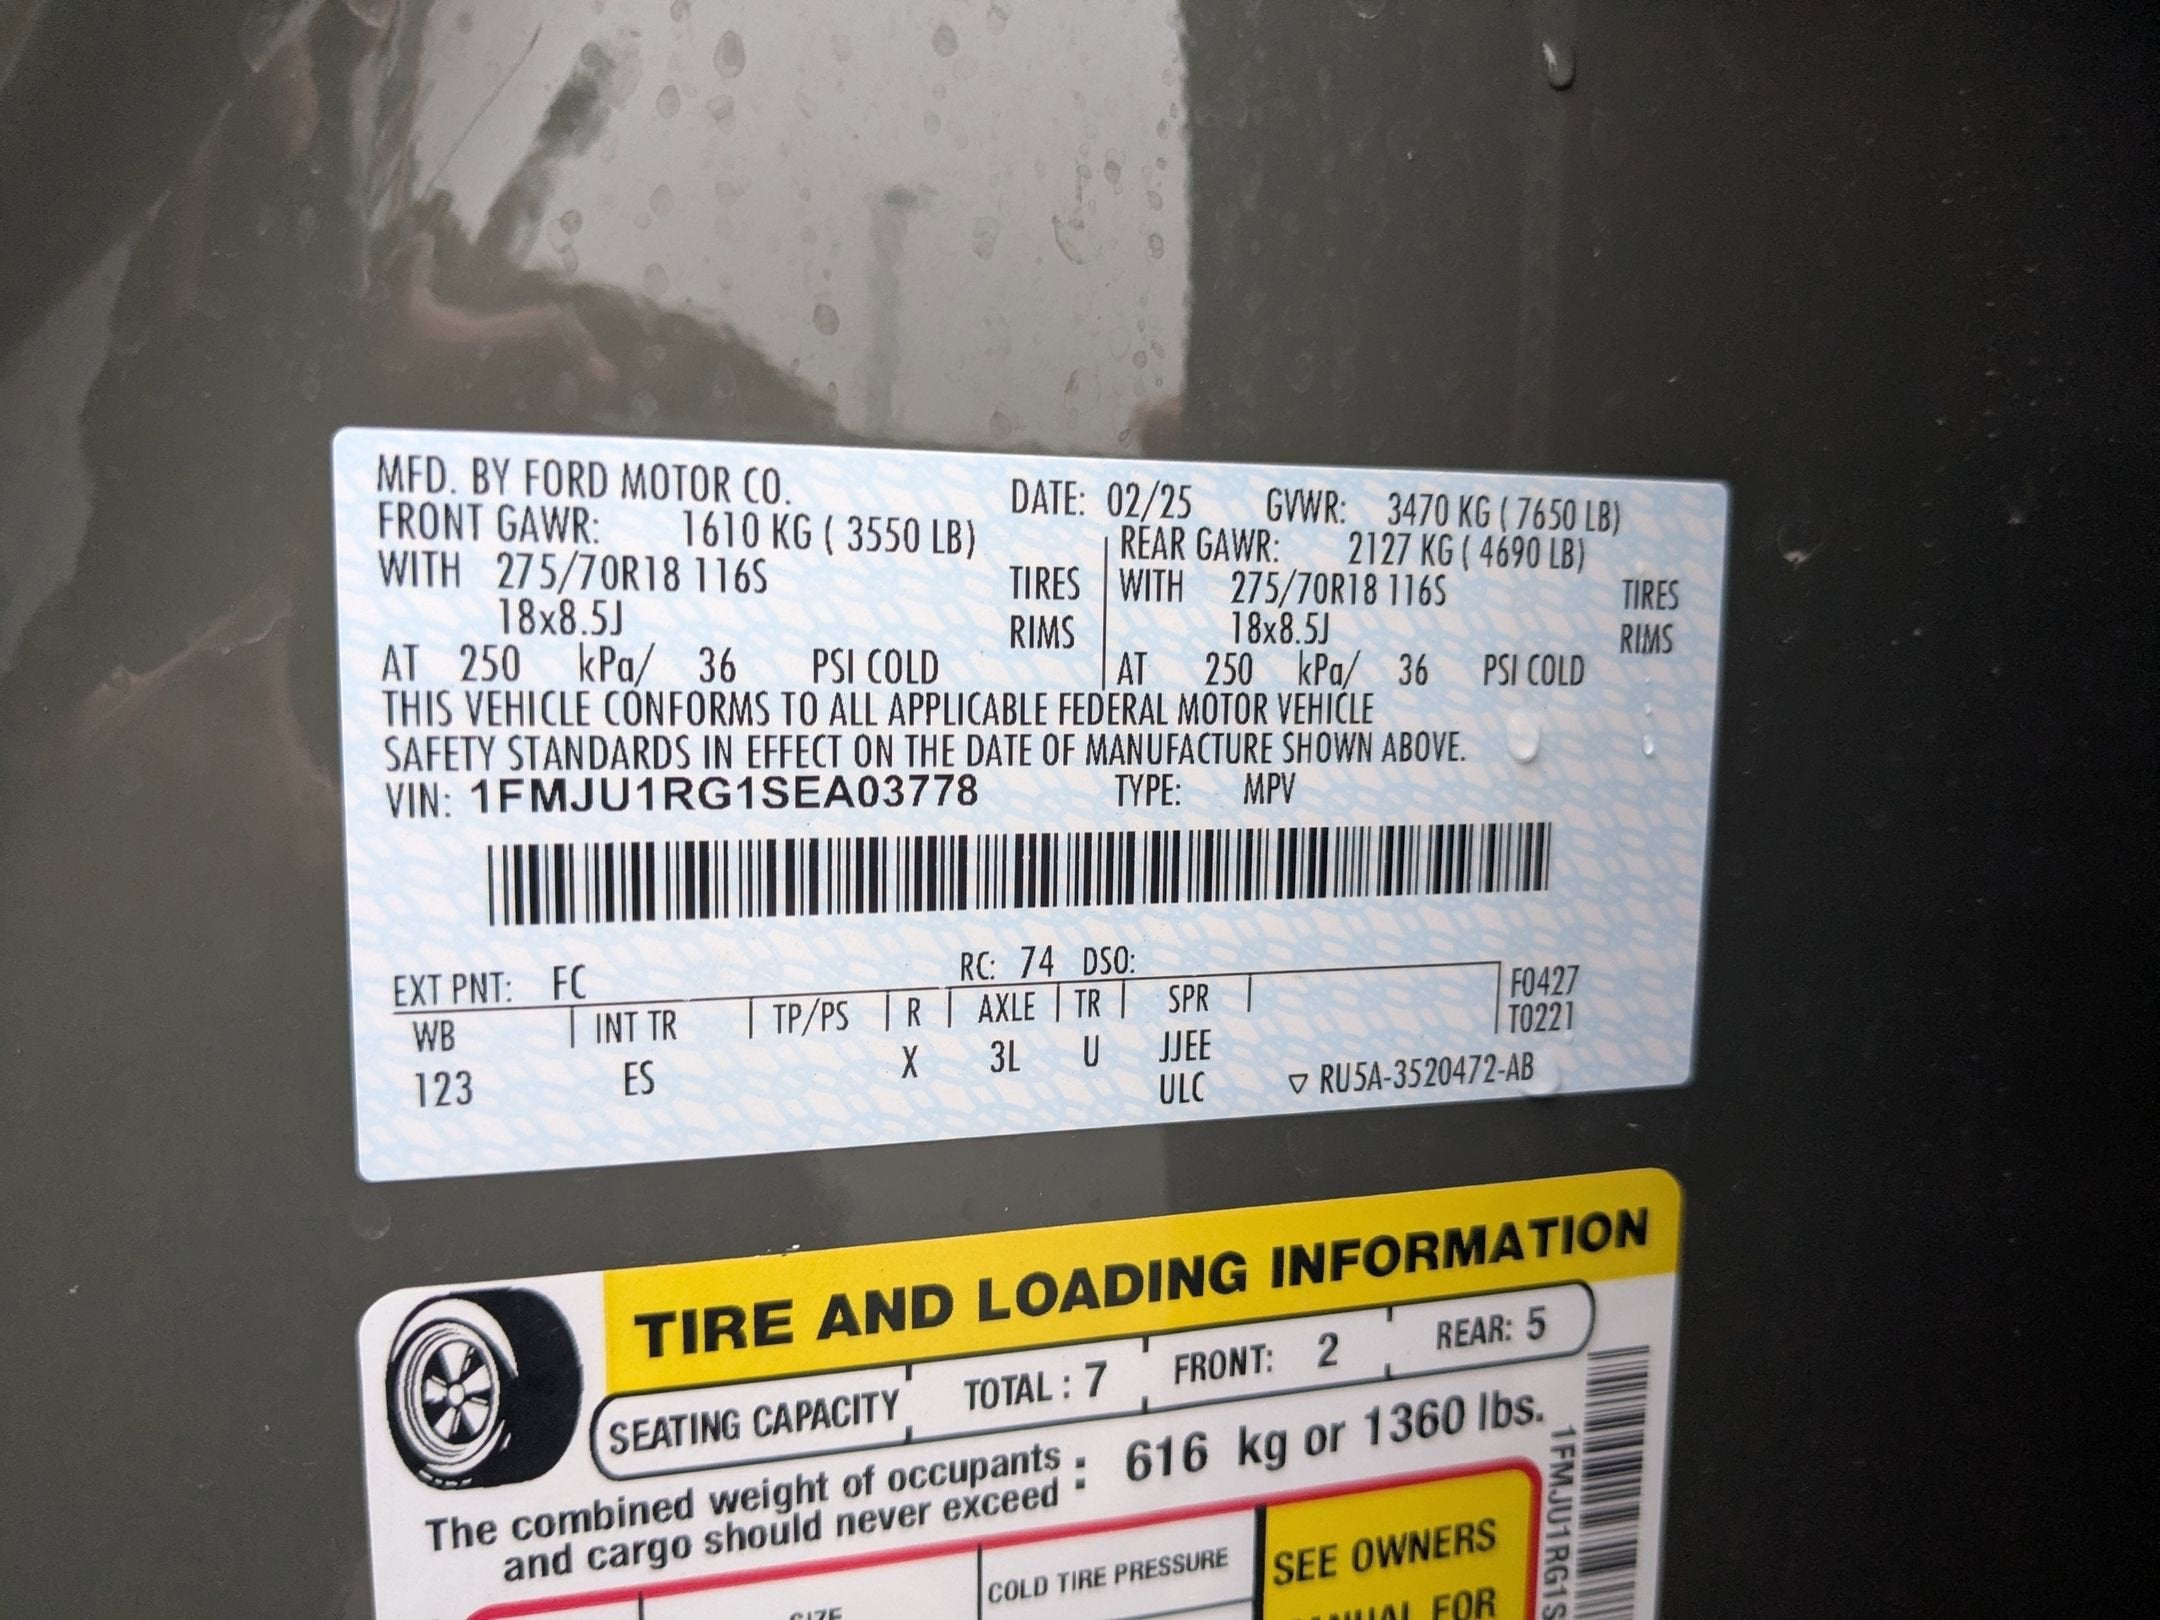 MFD. BY FORD MOTOR CO. DATE: 02/25 GVWR: 3470 KG ( 7650 LB)
FRONT GAWR: 1610 KG ( 3550 LB) REAR GAWR: 2127 KG ( 4690 LB)
WITH 275/70R18 116S TIRES WITH 275/70R18 116S TIRES
18x8.5J RIMS 18x8.5J RIMS
AT 250 kPa/ 36 PSI COLD AT 250 kPa/ 36 PSI COLD
THIS VEHICLE CONFORMS TO ALL APPLICABLE FEDERAL MOTOR VEHICLE
SAFETY STANDARDS IN EFFECT ON THE DATE OF MANUFACTURE SHOWN ABOVE.
VIN: 1FMJU1RG1SEA03778 TYPE: MPV
EXT PNT: FC RC: 74 DSO:
WB INT TR TP/PS R AXLE TR SPR F0427
T0221
123 ES X 3L U JJEE
ULC ▽ RU5A-3520472-AB
TIRE AND LOADING INFORMATION
SEATING CAPACITY TOTAL : 7 FRONT: 2 REAR: 5
The combined weight of occupants
and cargo should never exceed : 616 kg or 1360 lbs.
SIZE COLD TIRE PRESSURE SEE OWNERS
FOR
1FMJU1RG1S